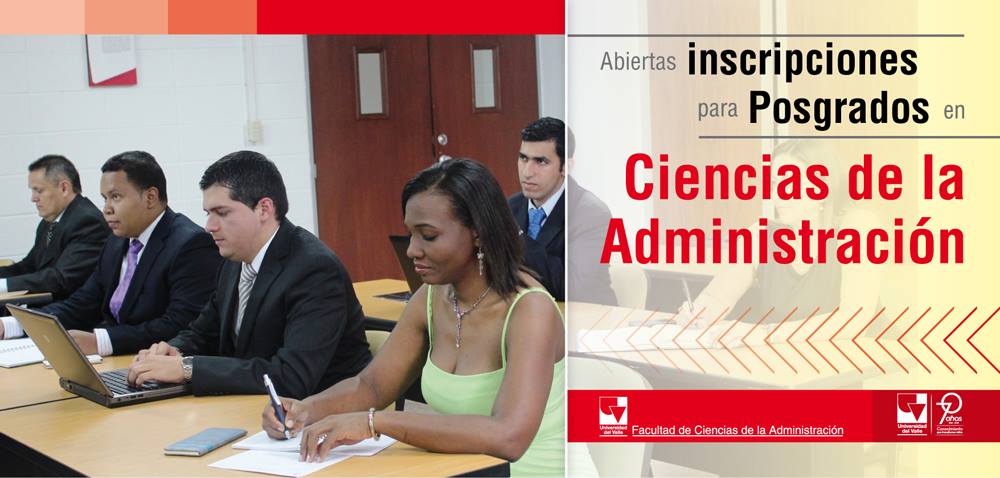 Abiertas inscripciones
para Posgrados en
Ciencias de la
Administración
Universidad
del Valle
Facultad de Ciencias de la Administración
Universidad
del Valle
70 años
Conocimiento